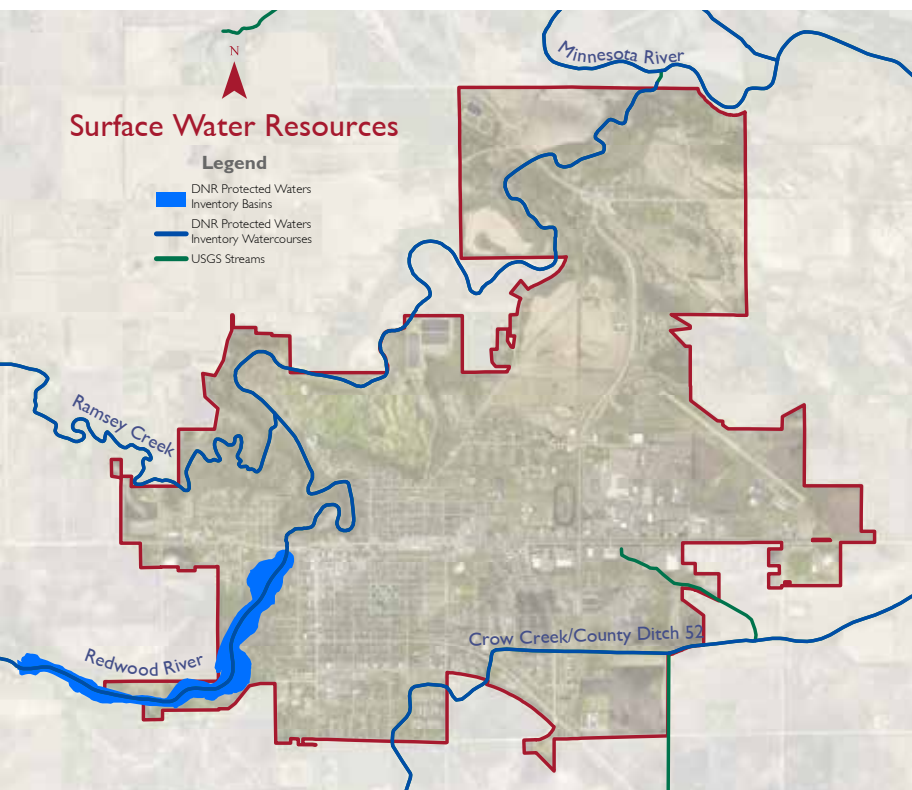 Minnesota River
N
Surface Water Resources
Legend
DNR Protected Waters
Inventory Basins
DNR Protected Waters
Inventory Watercourses
USGS Streams
Ramsey Creek
Crow Creek/County Ditch 52
Redwood River